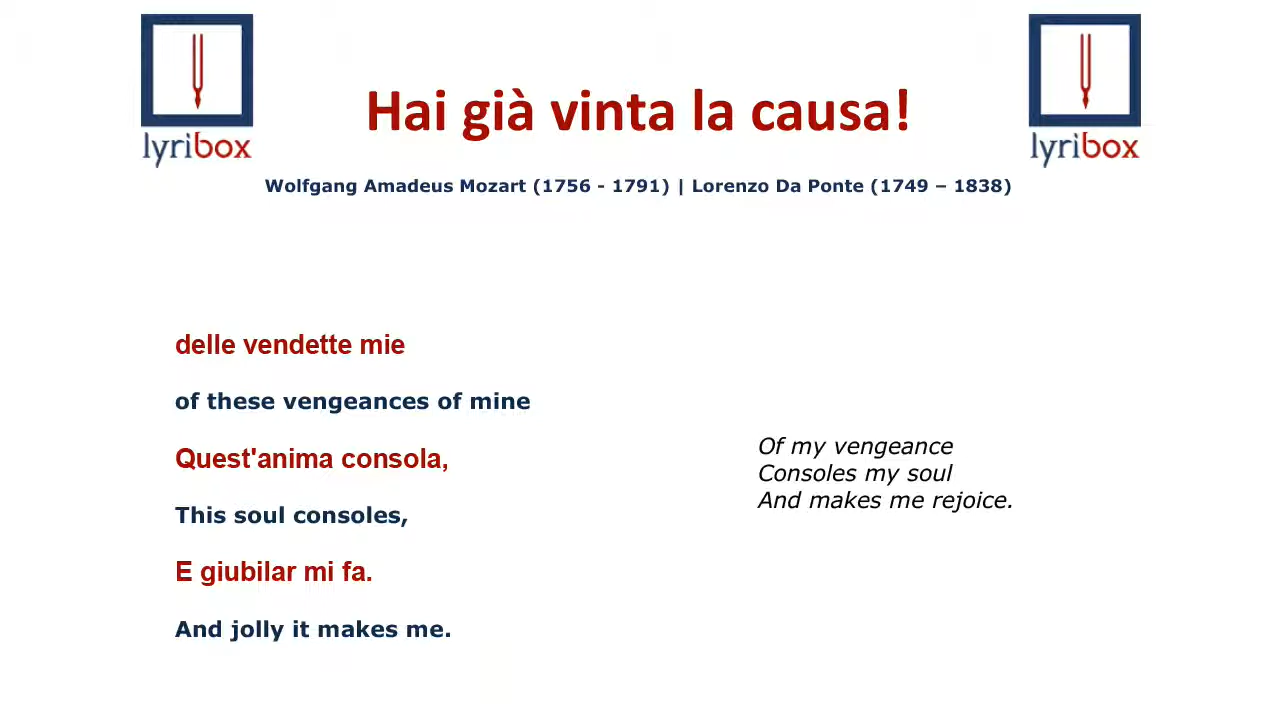 lyribox
lyribox
Hai già vinta la causa!
Wolfgang Amadeus Mozart (1756 - 1791) | Lorenzo Da Ponte (1749 – 1838)
delle vendette mie
of these vengeances of mine
Quest'anima consola,
This soul consoles,
E giubilar mi fa.
And jolly it makes me.
Of my vengeance
Consoles my soul
And makes me rejoice.